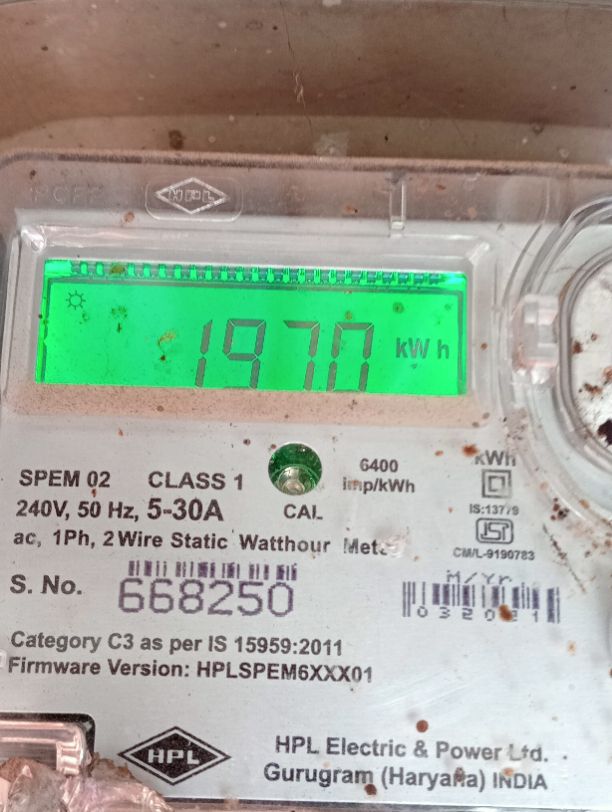 HPL
1970 kWh
SPEM 02 CLASS 1
6400
imp/kWh
kWh
240V, 50 Hz, 5-30A
CAL
IS:13779
ac, 1Ph, 2 Wire Static Watthour
CM/L-9190783
S. No. 668250
M/Yr
Category C3 as per IS 15959:2011
Firmware Version: HPLSPEM6XXX01
HPL
HPL Electric & Power Ltd.
Gurugram (Haryana) INDIA